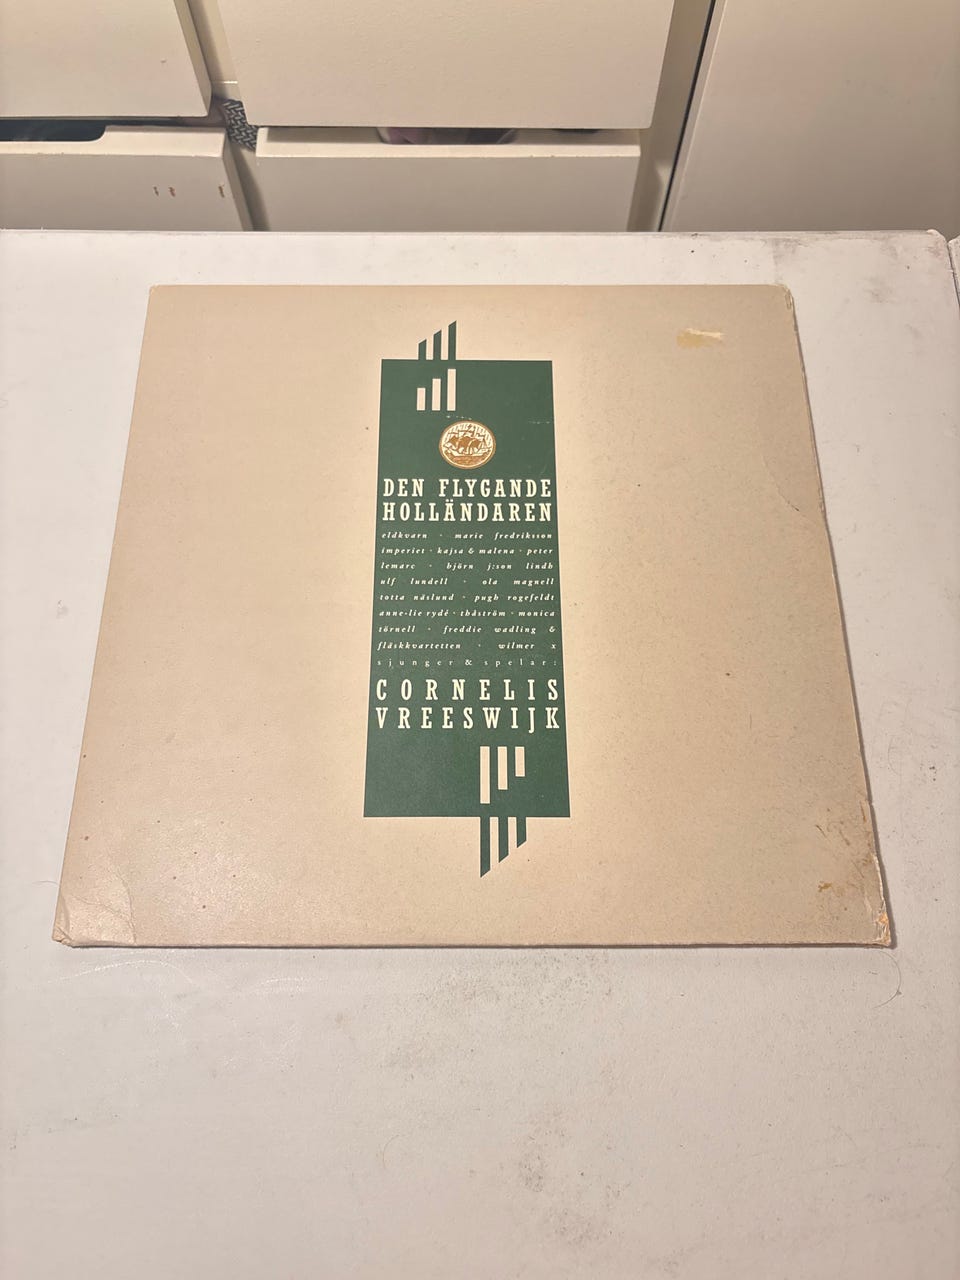 DEN FLYGANDE
HOLLÄNDAREN
eldkvarn · marie fredriksson
imperiet · kajsa & malena · peter
lemarc · björn j:son lindh
ulf lundell · ola magnell
totta näslund · pugh rogefeldt
anne-lie rydé · thåström · monica
törnell · freddie wadling &
fläskkvartetten · wilmer x
sjunger & spelar:
CORNELIS
VREESWIJK